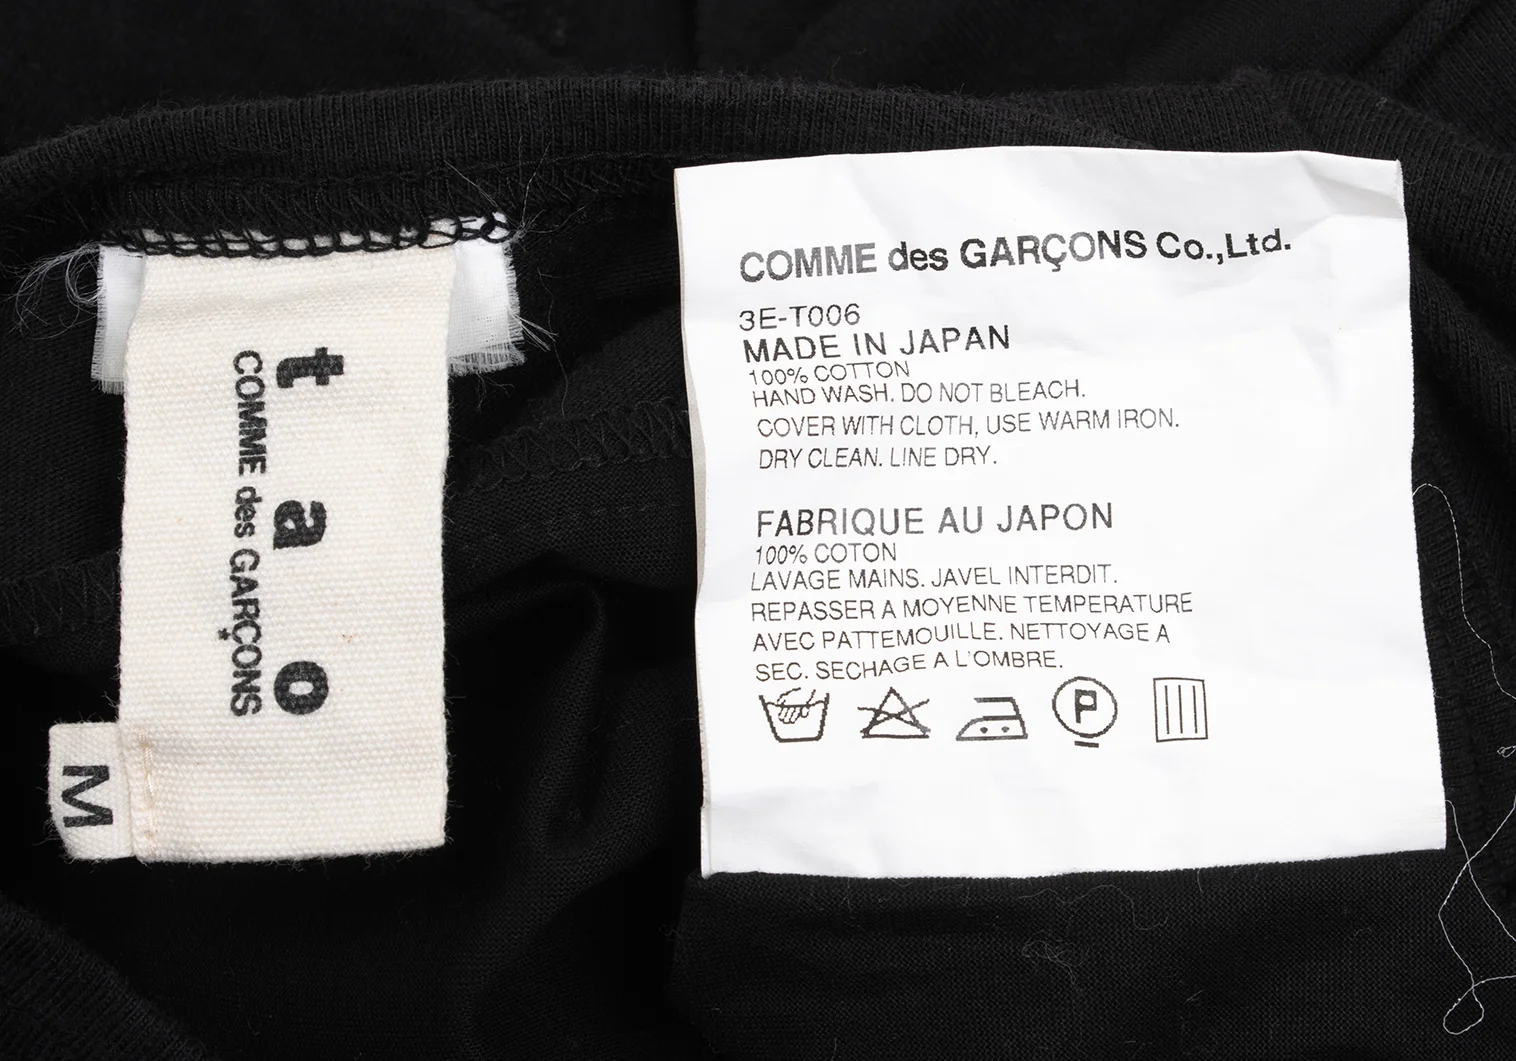 tao
COMME des GARÇONS
M
COMME des GARÇONS Co.,Ltd.
3E-T006
MADE IN JAPAN
100% COTTON
HAND WASH. DO NOT BLEACH.
COVER WITH CLOTH, USE WARM IRON.
DRY CLEAN. LINE DRY.
FABRIQUE AU JAPON
100% COTON
LAVAGE MAINS. JAVEL INTERDIT.
REPASSER A MOYENNE TEMPERATURE
AVEC PATTEMOUILLE. NETTOYAGE A
SEC. SECHAGE A L'OMBRE.
P